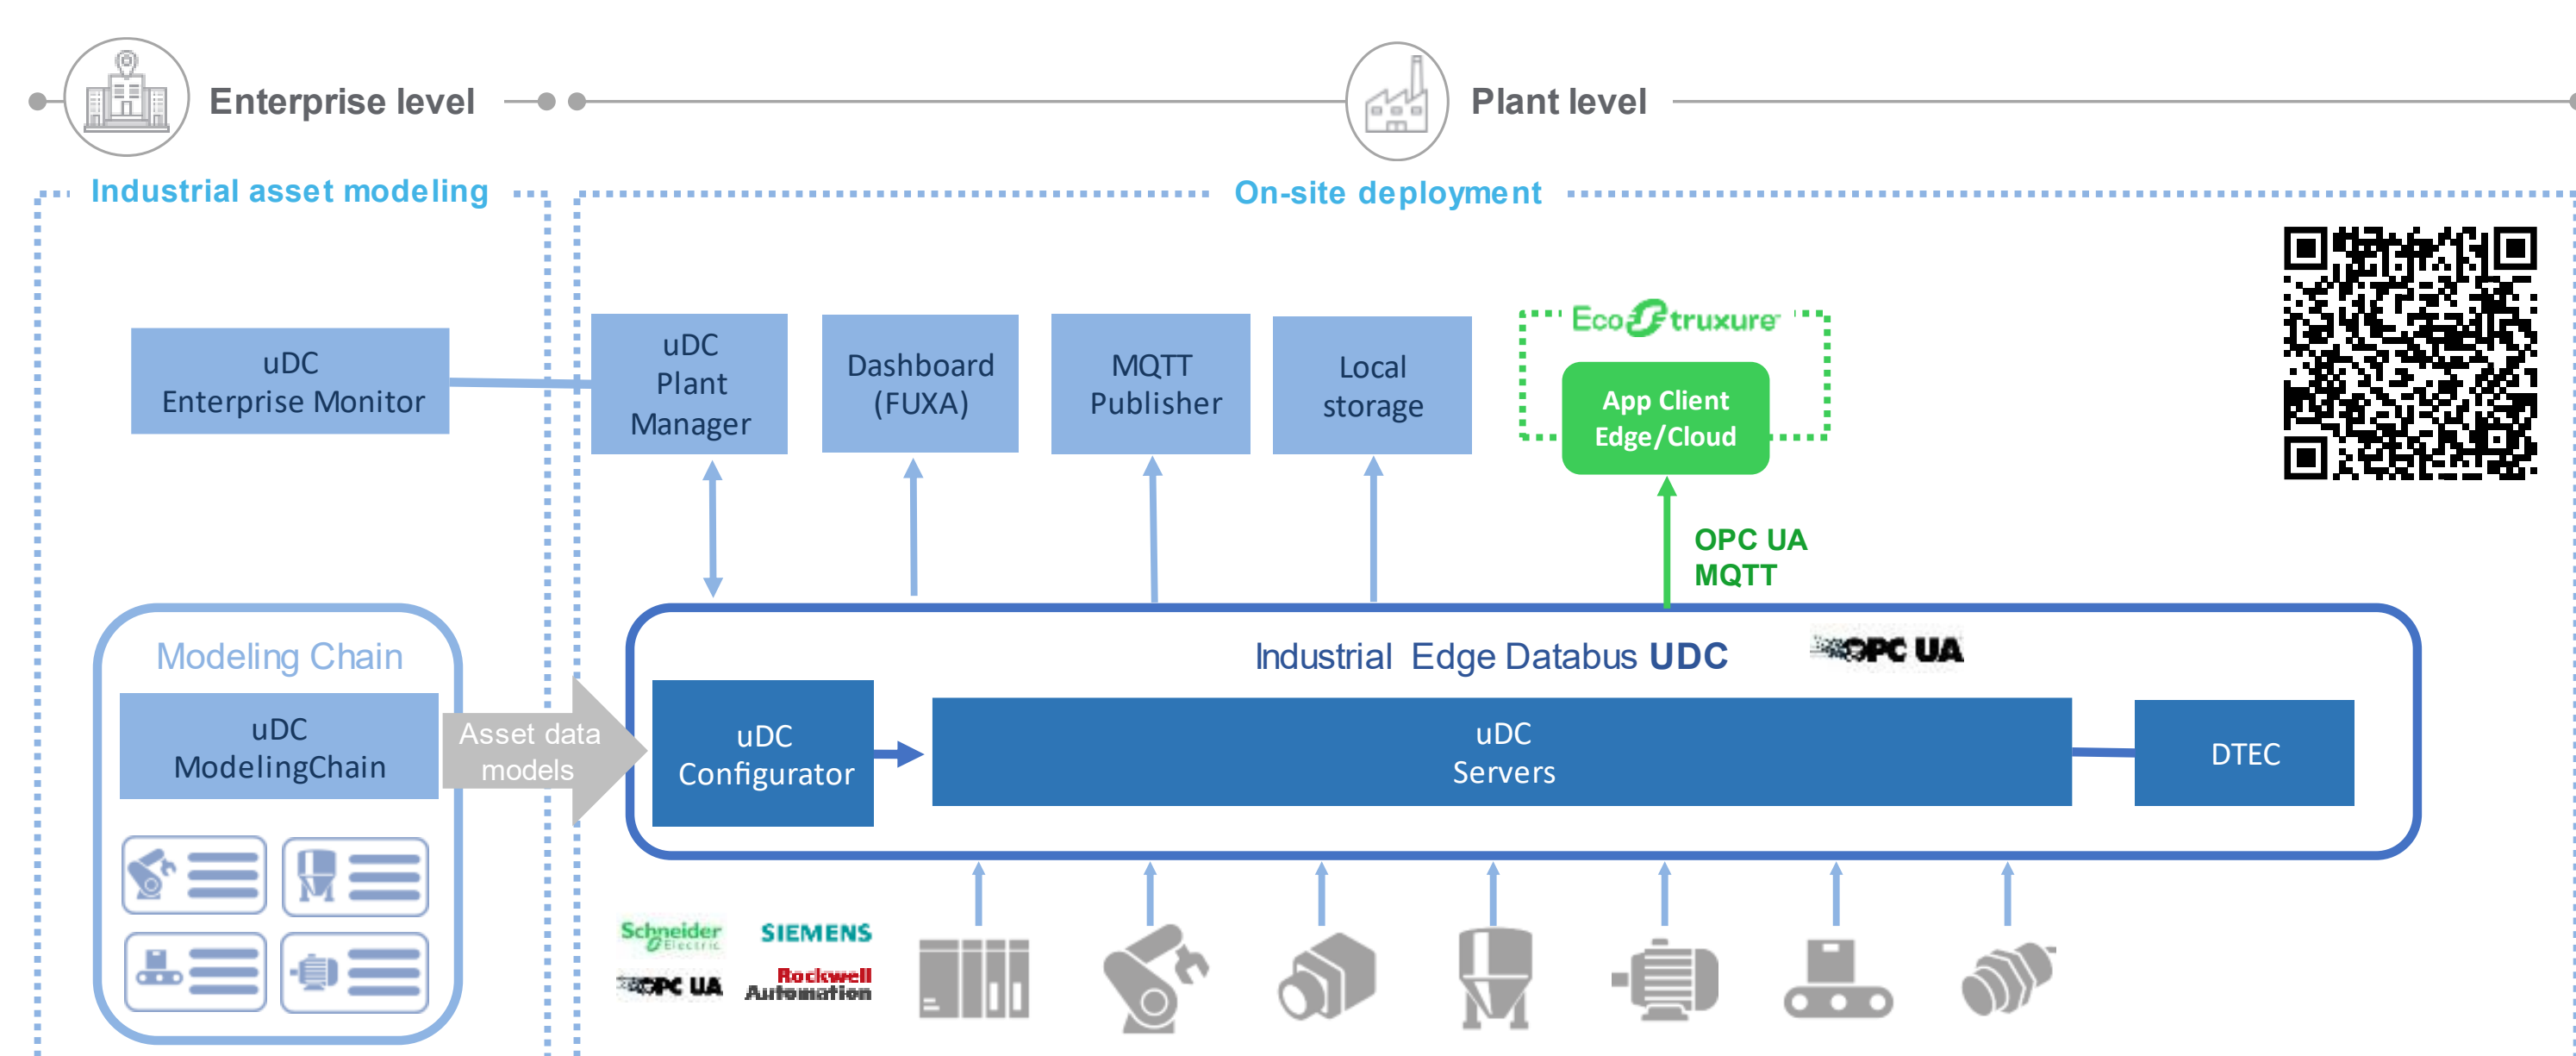 Enterprise level
Plant level
Industrial asset modeling
On-site deployment
uDC
Enterprise Monitor
uDC
Plant
Manager
Dashboard
(FUXA)
MQTT
Publisher
Local
storage
EcoStruxure
App Client
Edge/Cloud
OPC UA
MQTT
Modeling Chain
uDC
ModelingChain
Asset data
models
Industrial Edge Databus UDC
OPC UA
uDC
Configurator
uDC
Servers
DTEC
Schneider
Electric
SIEMENS
OPC UA
Rockwell
Automation